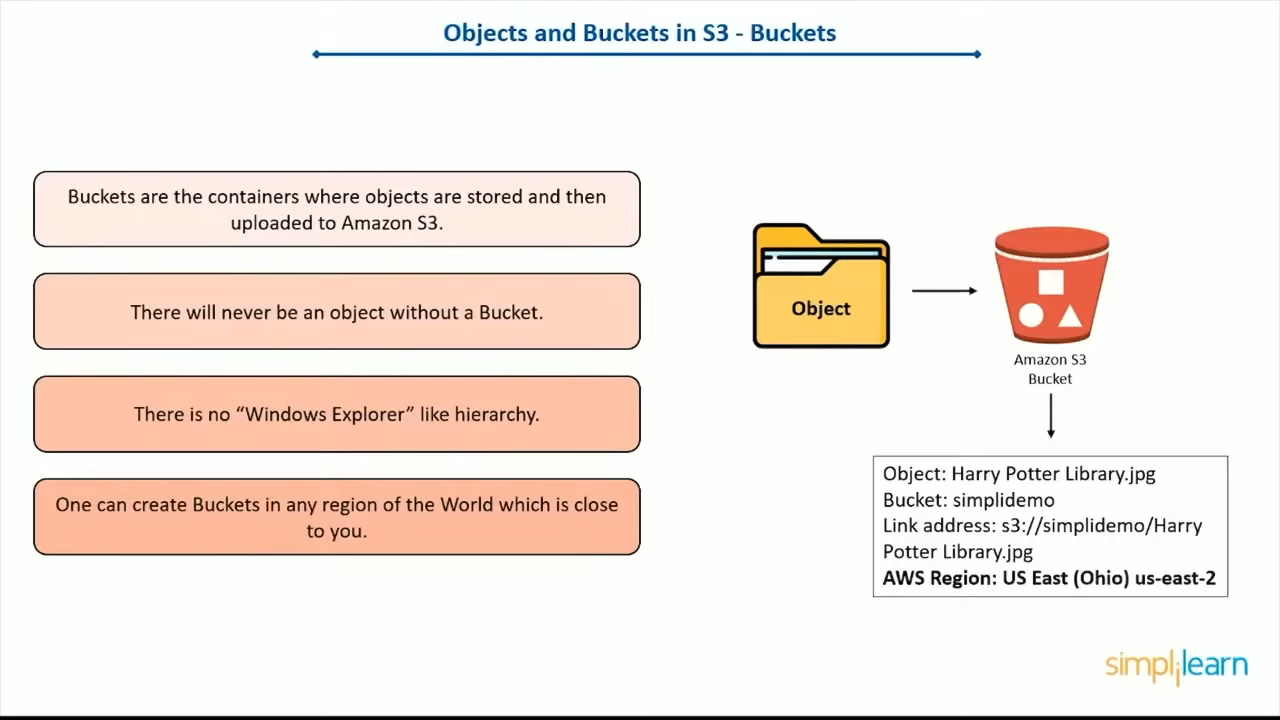 Objects and Buckets in S3 - Buckets
Buckets are the containers where objects are stored and then
uploaded to Amazon S3.
There will never be an object without a Bucket.
There is no “Windows Explorer” like hierarchy.
One can create Buckets in any region of the World which is close
to you.
Object
Amazon S3
Bucket
Object: Harry Potter Library.jpg
Bucket: simplidemo
Link address: s3://simplidemo/Harry
Potter Library.jpg
AWS Region: US East (Ohio) us-east-2
simplilearn